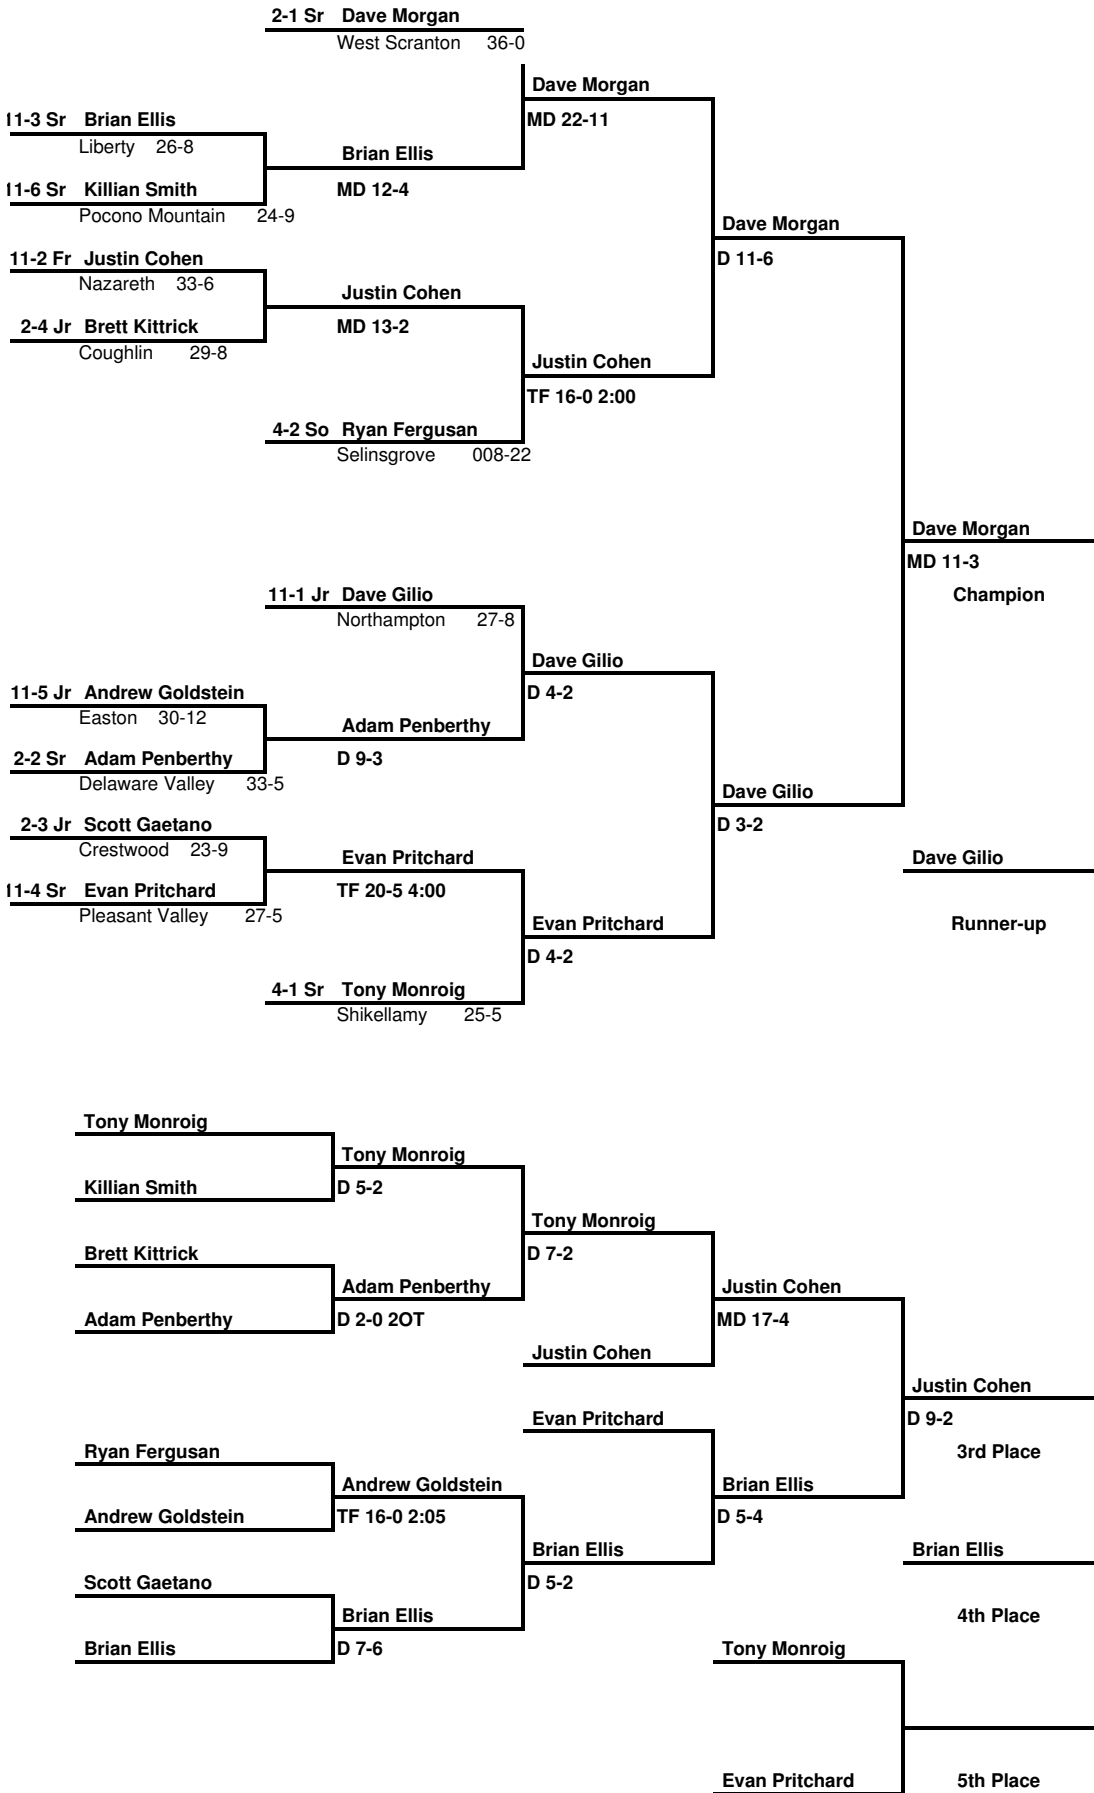 2-1 Sr Dave Morgan
West Scranton 36-0
Dave Morgan
11-3 Sr Brian Ellis
MD 22-11
Liberty 26-8
Brian Ellis
11-6 Sr Killian Smith
MD 12-4
Pocono Mountain 24-9
Dave Morgan
11-2 Fr Justin Cohen
D 11-6
Nazareth 33-6
Justin Cohen
2-4 Jr Brett Kittrick
MD 13-2
Coughlin 29-8
Justin Cohen
TF 16-0 2:00
4-2 So Ryan Fergusan
Selinsgrove 008-22
Dave Morgan
MD 11-3
Champion
11-1 Jr Dave Gilio
Northampton 27-8
Dave Gilio
11-5 Jr Andrew Goldstein
D 4-2
Easton 30-12
Adam Penberthy
2-2 Sr Adam Penberthy
D 9-3
Delaware Valley 33-5
Dave Gilio
2-3 Jr Scott Gaetano
D 3-2
Crestwood 23-9
Evan Pritchard
Dave Gilio
11-4 Sr Evan Pritchard
TF 20-5 4:00
Pleasant Valley 27-5
Evan Pritchard
Runner-up
D 4-2
4-1 Sr Tony Monroig
Shikellamy 25-5
Tony Monroig
Tony Monroig
Killian Smith
D 5-2
Tony Monroig
Brett Kittrick
D 7-2
Adam Penberthy
Justin Cohen
Adam Penberthy
D 2-0 2OT
MD 17-4
Justin Cohen
Justin Cohen
Evan Pritchard
D 9-2
Ryan Fergusan
3rd Place
Andrew Goldstein
Brian Ellis
Andrew Goldstein
TF 16-0 2:05
D 5-4
Brian Ellis
Brian Ellis
Scott Gaetano
D 5-2
Brian Ellis
4th Place
Brian Ellis
D 7-6
Tony Monroig
Evan Pritchard
5th Place